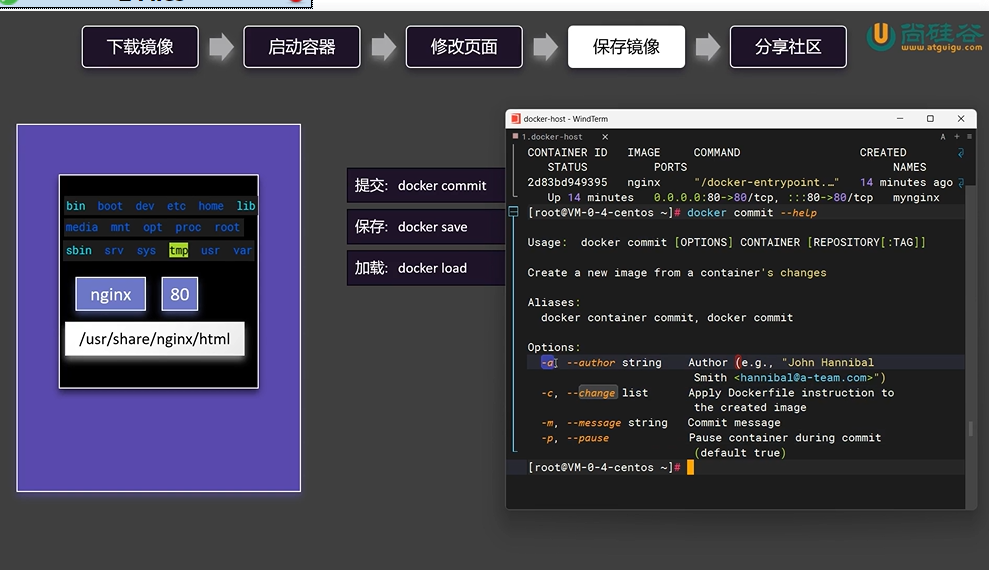 下载镜像
启动容器
修改页面
保存镜像
分享社区
尚硅谷
www.atguigu.com
bin boot dev etc home lib
media mnt opt proc root
sbin srv sys tmp usr var
nginx 80
/usr/share/nginx/html
提交: docker commit
保存: docker save
加载: docker load
docker-host - WindTerm
1.docker-host
CONTAINER ID IMAGE COMMAND CREATED
STATUS PORTS NAMES
2d83bd949395 nginx "/docker-entrypoint.…" 14 minutes ago
Up 14 minutes 0.0.0.0:80->80/tcp, :::80->80/tcp mynginx
[root@VM-0-4-centos ~]# docker commit --help
Usage: docker commit [OPTIONS] CONTAINER [REPOSITORY[:TAG]]
Create a new image from a container's changes
Aliases:
docker container commit, docker commit
Options:
-a, --author string Author (e.g., "John Hannibal
Smith <hannibal@a-team.com>")
-c, --change list Apply Dockerfile instruction to
the created image
-m, --message string Commit message
-p, --pause Pause container during commit
(default true)
[root@VM-0-4-centos ~]#